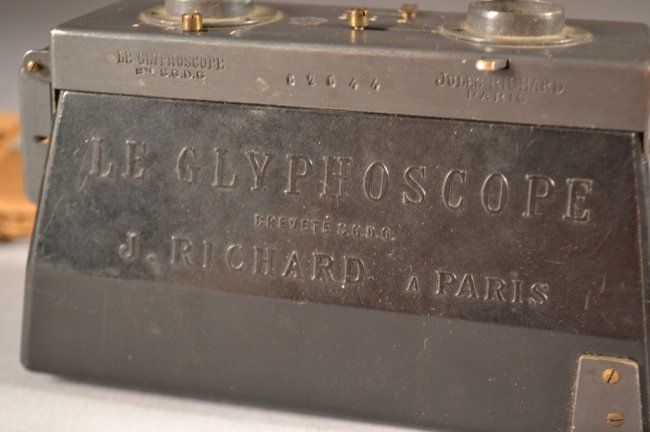 LE GLYPHOSCOPE
Bté S.G.D.G
62644
JULES RICHARD
PARIS
LE GLYPHOSCOPE
BREVETÉ S.G.D.G.
J. RICHARD À PARIS